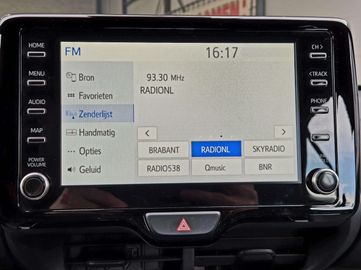 FM
16:17
HOME
MENU
AUDIO
MAP
POWER
VOLUME
Bron
Favorieten
Zenderlijst
Handmatig
Opties
Geluid
93.30 MHz
RADIONL
BRABANT RADIONL SKYRADIO
RADIO538 Qmusic BNR
CH >
< TRACK
PHONE